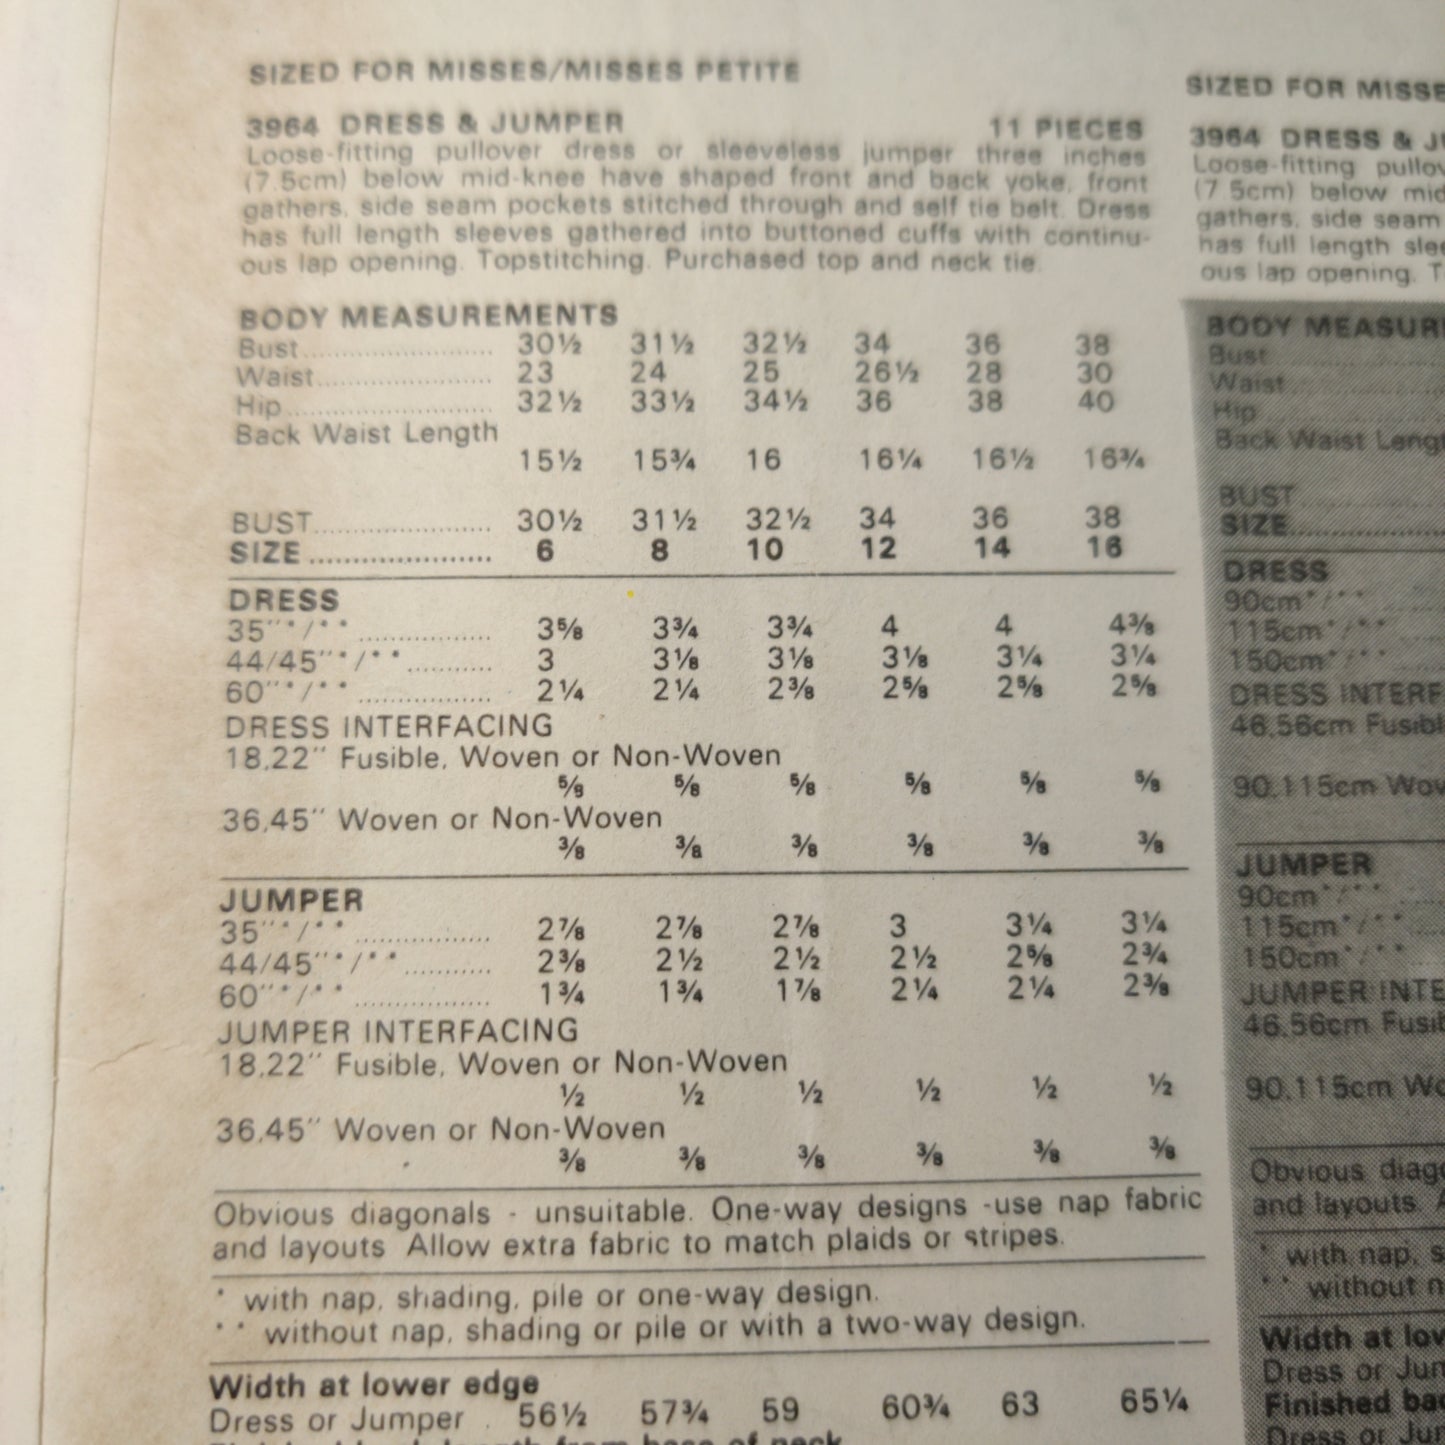 SIZED FOR MISSES/MISSES PETITE
3964 DRESS & JUMPER 11 PIECES
Loose-fitting pullover dress or sleeveless jumper three inches
(7.5cm) below mid-knee have shaped front and back yoke, front
gathers, side seam pockets stitched through and self tie belt. Dress
has full length sleeves gathered into buttoned cuffs with continu-
ous lap opening. Topstitching. Purchased top and neck tie.
BODY MEASUREMENTS
Bust 30½ 31½ 32½ 34 36 38
Waist 23 24 25 26½ 28 30
Hip 32½ 33½ 34½ 36 38 40
Back Waist Length
15½ 15¾ 16 16¼ 16½ 16¾
BUST 30½ 31½ 32½ 34 36 38
SIZE 6 8 10 12 14 16
DRESS
35"*/** 3⅝ 3¾ 3¾ 4 4 4⅜
44/45"*/** 3 3⅛ 3⅛ 3⅛ 3¼ 3¼
60"*/** 2¼ 2¼ 2⅜ 2⅝ 2⅝ 2⅝
DRESS INTERFACING
18,22" Fusible, Woven or Non-Woven
⅝ ⅝ ⅝ ⅝ ⅝ ⅝
36,45" Woven or Non-Woven
⅜ ⅜ ⅜ ⅜ ⅜ ⅜
JUMPER
35"*/** 2⅞ 2⅞ 2⅞ 3 3¼ 3¼
44/45"*/** 2⅜ 2½ 2½ 2½ 2⅝ 2¾
60"*/** 1¾ 1¾ 1⅞ 2¼ 2¼ 2⅜
JUMPER INTERFACING
18,22" Fusible, Woven or Non-Woven
½ ½ ½ ½ ½ ½
36,45" Woven or Non-Woven
⅜ ⅜ ⅜ ⅜ ⅜ ⅜
Obvious diagonals - unsuitable. One-way designs -use nap fabric
and layouts Allow extra fabric to match plaids or stripes.
* with nap, shading, pile or one-way design.
** without nap, shading or pile or with a two-way design.
Width at lower edge
Dress or Jumper 56½ 57¾ 59 60¾ 63 65¼
SIZED FOR
3964 DRESS &
Loose-fitting
(7.5cm) below
gathers, side seam
has full length
ous lap opening.
BODY
Bust
Waist
Hip
Back Waist
BUST
SIZE
DRESS
90cm*/**
115cm*/**
150cm*/**
DRESS
46,56cm
90,115cm
JUMPER
90cm*/**
115cm*/**
150cm*/**
JUMPER
46,56cm
90,115cm
Obvious
and layouts.
* with nap,
** without
Width at
Dress or
Finished
Dress or